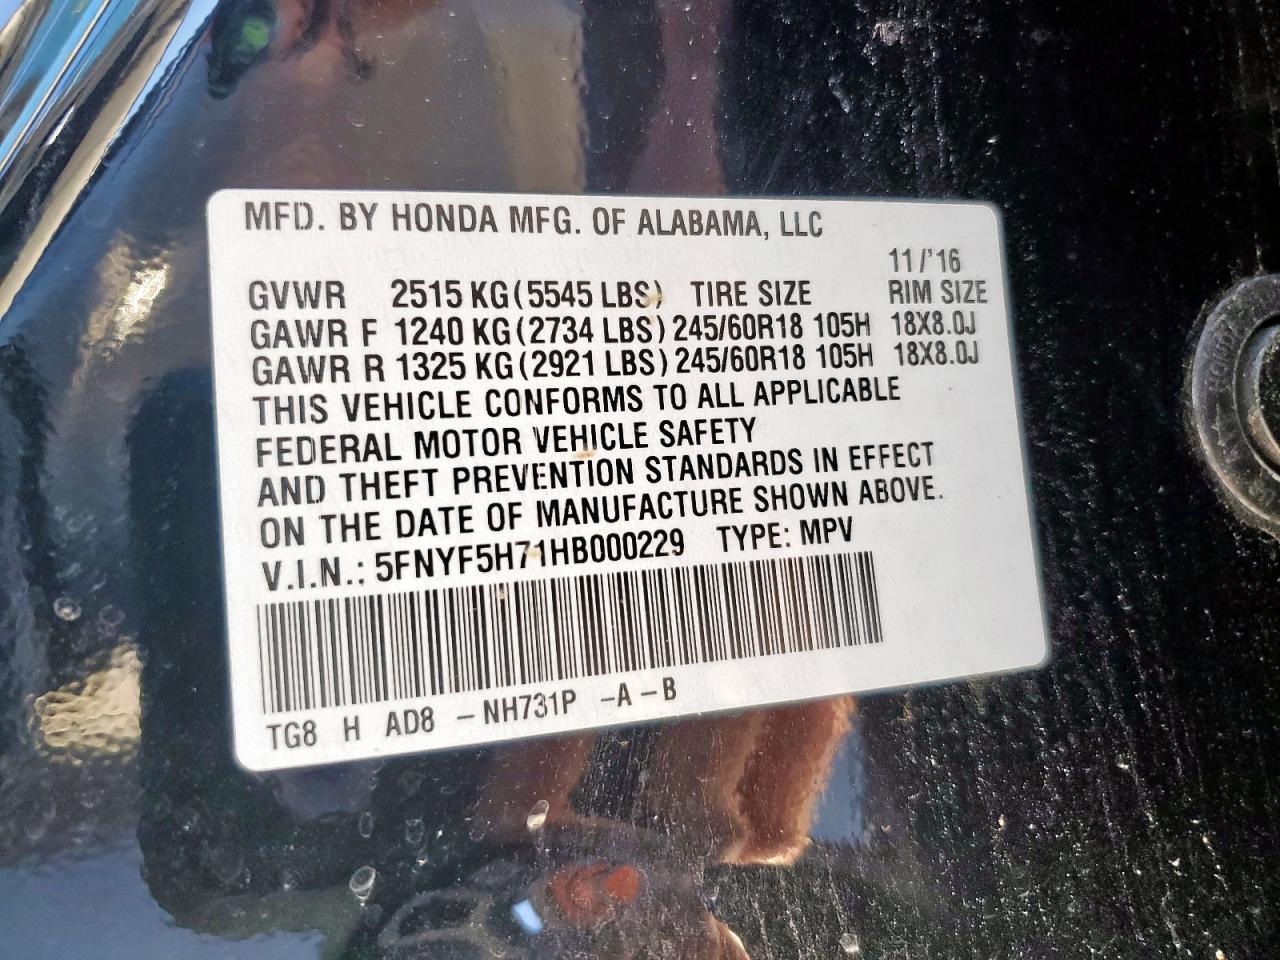 MFD. BY HONDA MFG. OF ALABAMA, LLC
11/'16
GVWR 2515 KG (5545 LBS) TIRE SIZE RIM SIZE
GAWR F 1240 KG (2734 LBS) 245/60R18 105H 18X8.0J
GAWR R 1325 KG (2921 LBS) 245/60R18 105H 18X8.0J
THIS VEHICLE CONFORMS TO ALL APPLICABLE
FEDERAL MOTOR VEHICLE SAFETY
AND THEFT PREVENTION STANDARDS IN EFFECT
ON THE DATE OF MANUFACTURE SHOWN ABOVE.
V.I.N.: 5FNYF5H71HB000229 TYPE: MPV
TG8 H AD8 –NH731P –A–B